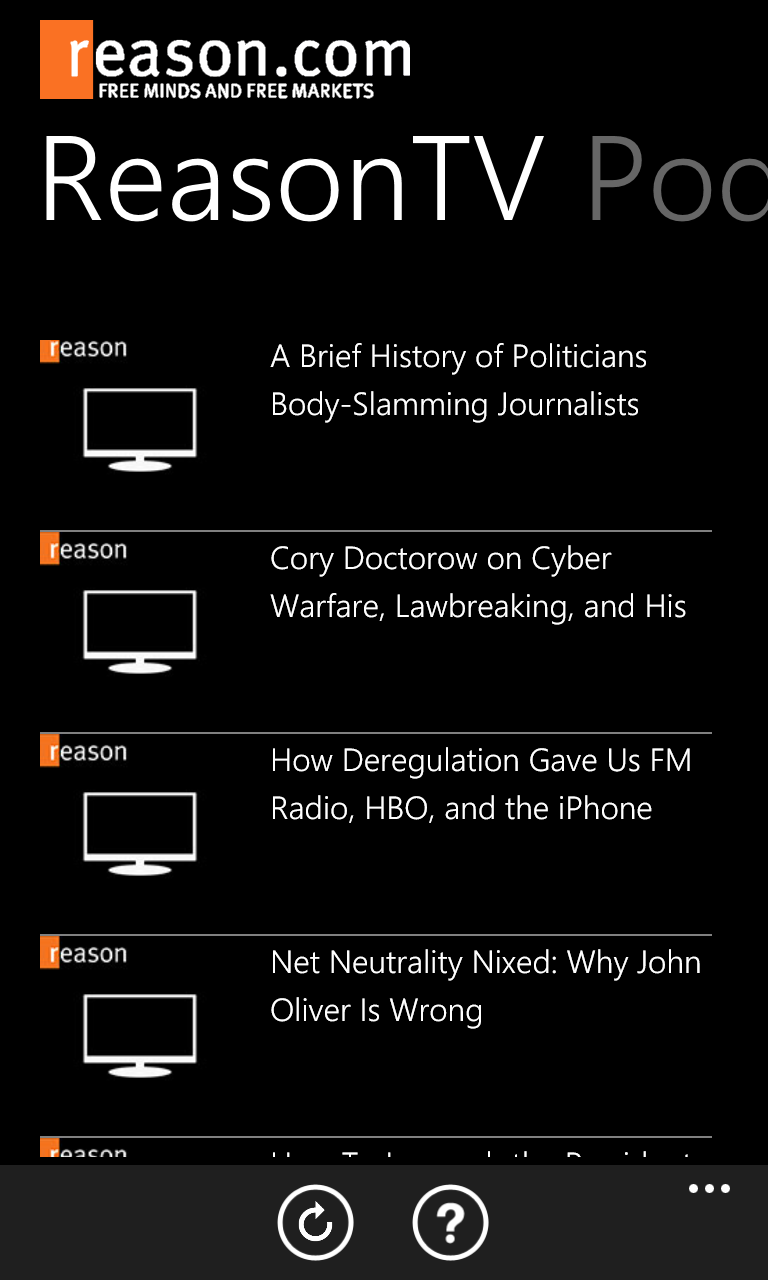 reason.com
FREE MINDS AND FREE MARKETS
ReasonTV
reason
A Brief History of Politicians
Body-Slamming Journalists
reason
Cory Doctorow on Cyber
Warfare, Lawbreaking, and His
reason
How Deregulation Gave Us FM
Radio, HBO, and the iPhone
reason
Net Neutrality Nixed: Why John
Oliver Is Wrong
reason
?